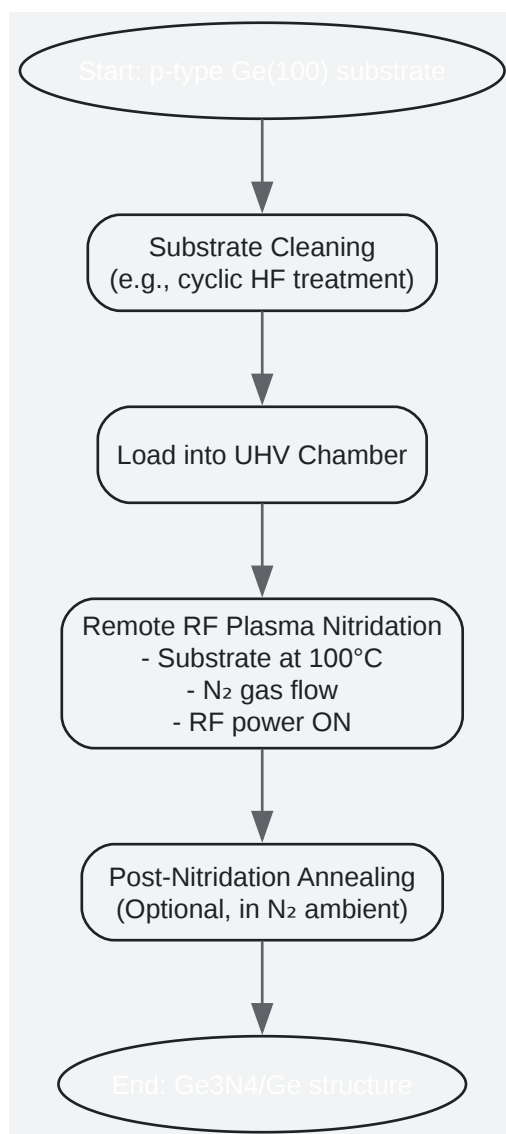 Start: p-type Ge(100) substrate
Substrate Cleaning
(e.g., cyclic HF treatment)
Load into UHV Chamber
Remote RF Plasma Nitridation
- Substrate at 100°C
- N₂ gas flow
- RF power ON
Post-Nitridation Annealing
(Optional, in N₂ ambient)
End: Ge3N4/Ge structure